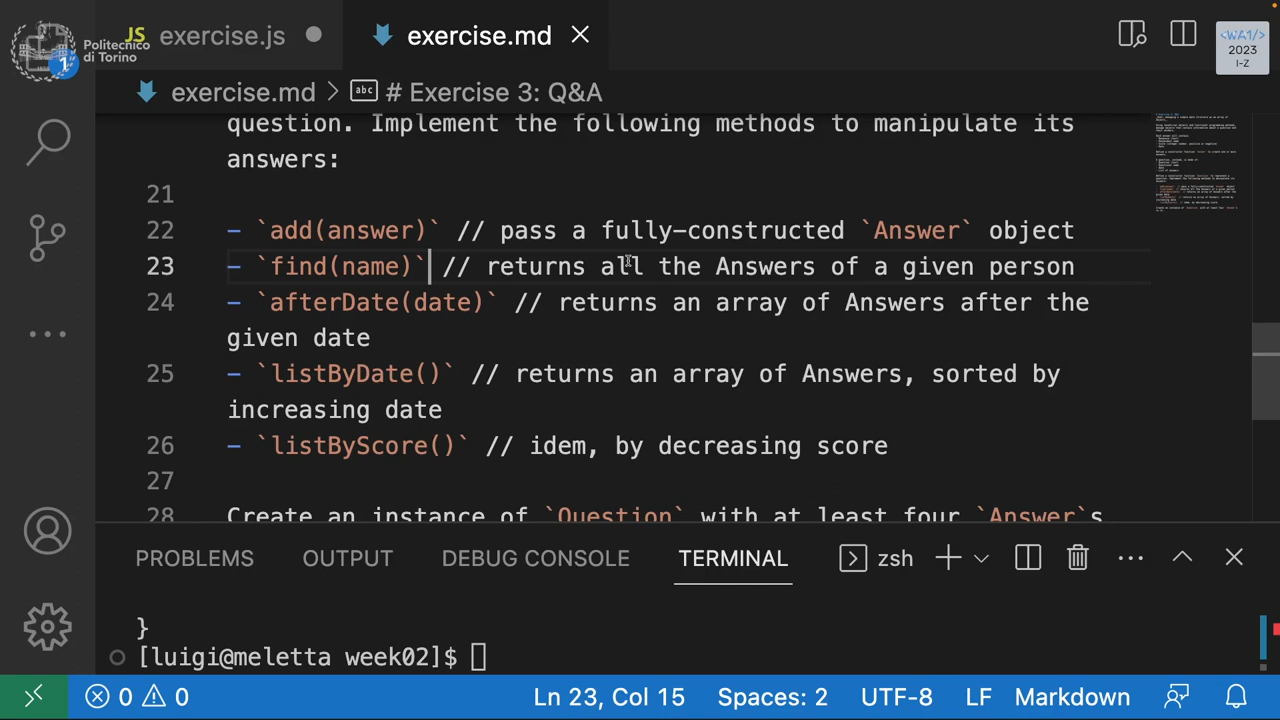 JS exercise.js
exercise.md
Politecnico
di Torino
1
<WA1/>
2023
I-Z
exercise.md > abc # Exercise 3: Q&A
question. Implement the following methods to manipulate its
answers:
21
22 - `add(answer)` // pass a fully-constructed `Answer` object
23 - `find(name)` // returns all the Answers of a given person
24 - `afterDate(date)` // returns an array of Answers after the
given date
25 - `listByDate()` // returns an array of Answers, sorted by
increasing date
26 - `listByScore()` // idem, by decreasing score
27
28 Create an instance of `Question` with at least four `Answer`s
PROBLEMS OUTPUT DEBUG CONSOLE TERMINAL zsh
}
[luigi@meletta week02]$
0 0 Ln 23, Col 15 Spaces: 2 UTF-8 LF Markdown